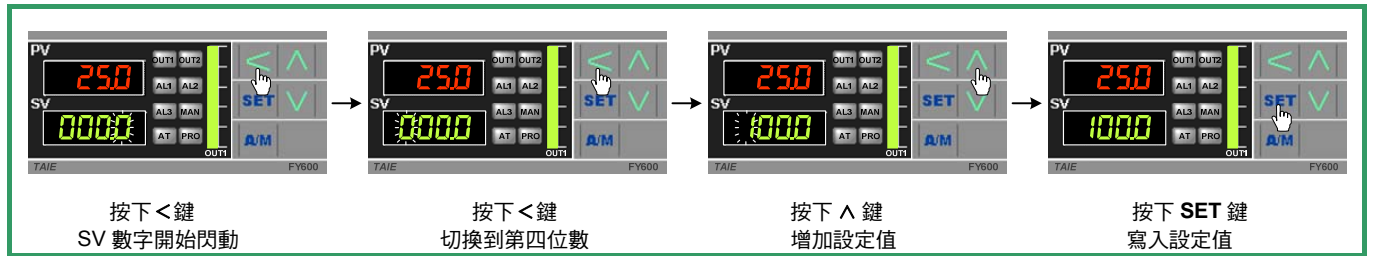 PV
25.0
OUT1 OUT2
<
∧
AL1 AL2
SV
000.0
AL3 MAN
SET
∨
AT PRO
A/M
OUT1
TAIE
FY600
按下<鍵
SV 數字開始閃動
PV
25.0
OUT1 OUT2
<
∧
AL1 AL2
SV
000.0
AL3 MAN
SET
∨
AT PRO
A/M
OUT1
TAIE
FY600
按下<鍵
切換到第四位數
PV
25.0
OUT1 OUT2
<
∧
AL1 AL2
SV
100.0
AL3 MAN
SET
∨
AT PRO
A/M
OUT1
TAIE
FY600
按下 ∧ 鍵
增加設定值
PV
25.0
OUT1 OUT2
<
∧
AL1 AL2
SV
100.0
AL3 MAN
SET
∨
AT PRO
A/M
OUT1
TAIE
FY600
按下 SET 鍵
寫入設定值